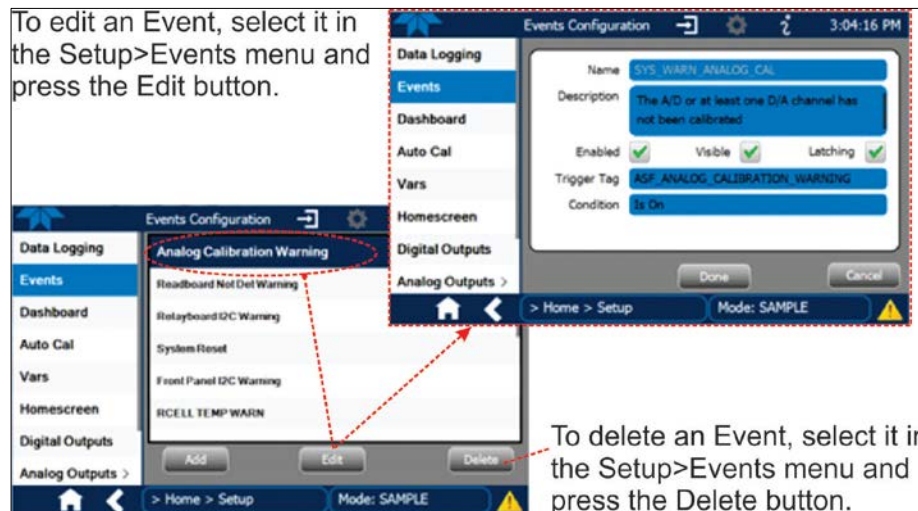 To edit an Event, select it in
the Setup>Events menu and
press the Edit button.
Events Configuration
3:04:16 PM
Data Logging
Events
Dashboard
Auto Cal
Vars
Homescreen
Digital Outputs
Analog Outputs >
Name SYS_WARN_ANALOG_CAL
Description The A/D or at least one D/A channel has
not been calibrated
Enabled Visible Latching
Trigger Tag ASF_ANALOG_CALIBRATION_WARNING
Condition Is On
Done Cancel
> Home > Setup Mode: SAMPLE
Events Configuration
Data Logging
Events
Dashboard
Auto Cal
Vars
Homescreen
Digital Outputs
Analog Outputs >
Analog Calibration Warning
Readboard Not Det Warning
Relayboard I2C Warning
System Reset
Front Panel I2C Warning
RCELL TEMP WARN
Add Edit Delete
> Home > Setup Mode: SAMPLE
To delete an Event, select it in
the Setup>Events menu and
press the Delete button.